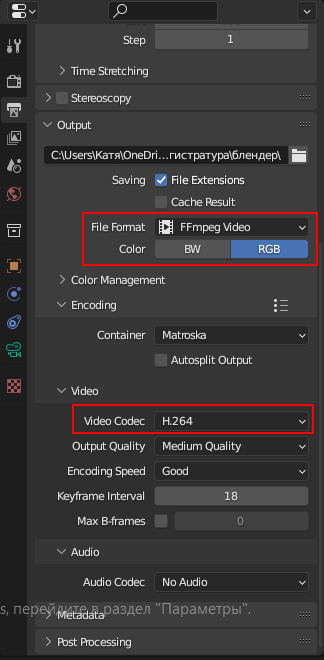 Step 1
Time Stretching
Stereoscopy
Output
C:\Users\Катя\OneDri...гистратура\блендер\
Saving File Extensions
Cache Result
File Format FFmpeg Video
Color BW RGB
Color Management
Encoding
Container Matroska
Autosplit Output
Video
Video Codec H.264
Output Quality Medium Quality
Encoding Speed Good
Keyframe Interval 18
Max B-frames 0
Audio
Audio Codec No Audio
s, перейдите в раздел "Параметры".
Metadata
Post Processing